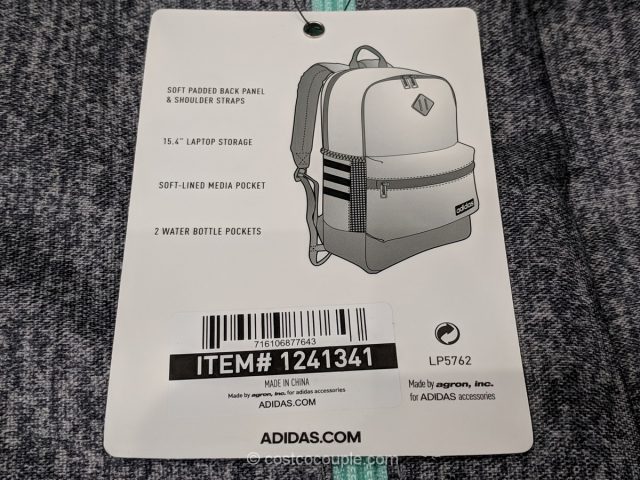 SOFT PADDED BACK PANEL
& SHOULDER STRAPS
15.4" LAPTOP STORAGE
SOFT-LINED MEDIA POCKET
2 WATER BOTTLE POCKETS
adidas
716106877643
ITEM# 1241341
MADE IN CHINA
Made by agron, inc. for adidas accessories
ADIDAS.COM
LP5762
Made by agron, inc.
for ADIDAS accessories
ADIDAS.COM
© costcocouple.com